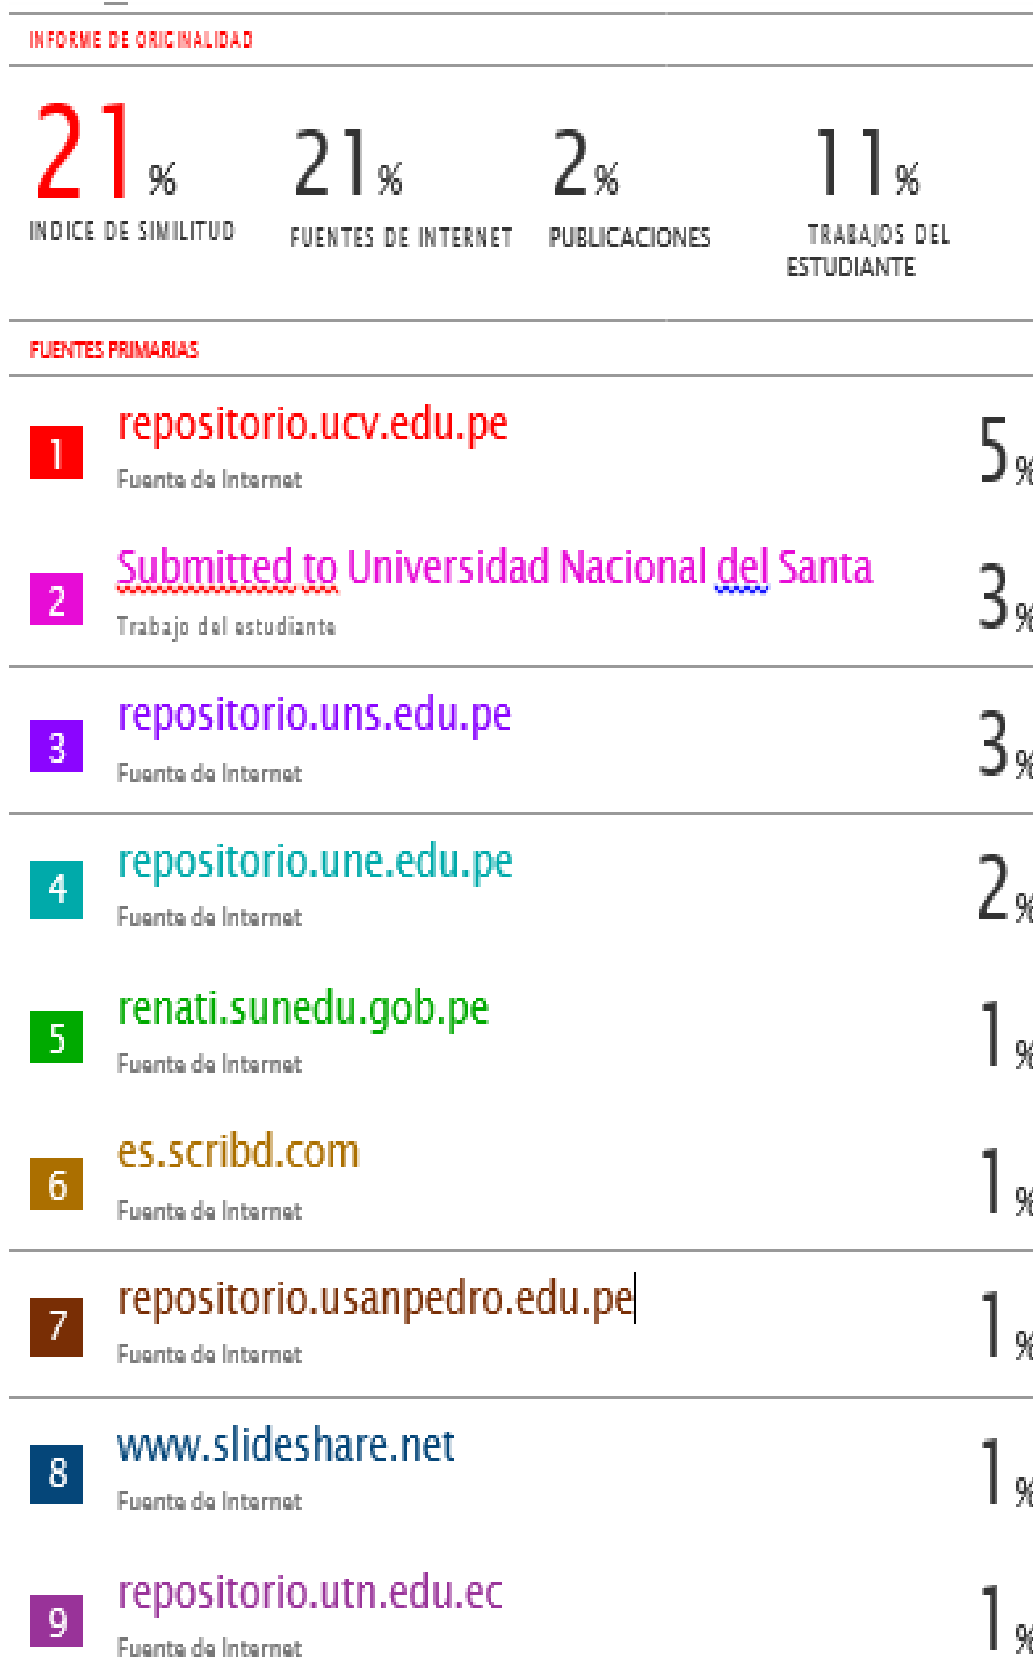 INFORME DE ORIGINALIDAD
21% 21% 2% 11%
INDICE DE SIMILITUD FUENTES DE INTERNET PUBLICACIONES TRABAJOS DEL
ESTUDIANTE
FUENTES PRIMARIAS
1 repositorio.ucv.edu.pe 5%
Fuente de Internet
2 Submitted to Universidad Nacional del Santa 3%
Trabajo del estudiante
3 repositorio.uns.edu.pe 3%
Fuente de Internet
4 repositorio.une.edu.pe 2%
Fuente de Internet
5 renati.sunedu.gob.pe 1%
Fuente de Internet
6 es.scribd.com 1%
Fuente de Internet
7 repositorio.usanpedro.edu.pe 1%
Fuente de Internet
8 www.slideshare.net 1%
Fuente de Internet
9 repositorio.utn.edu.ec 1%
Fuente de Internet